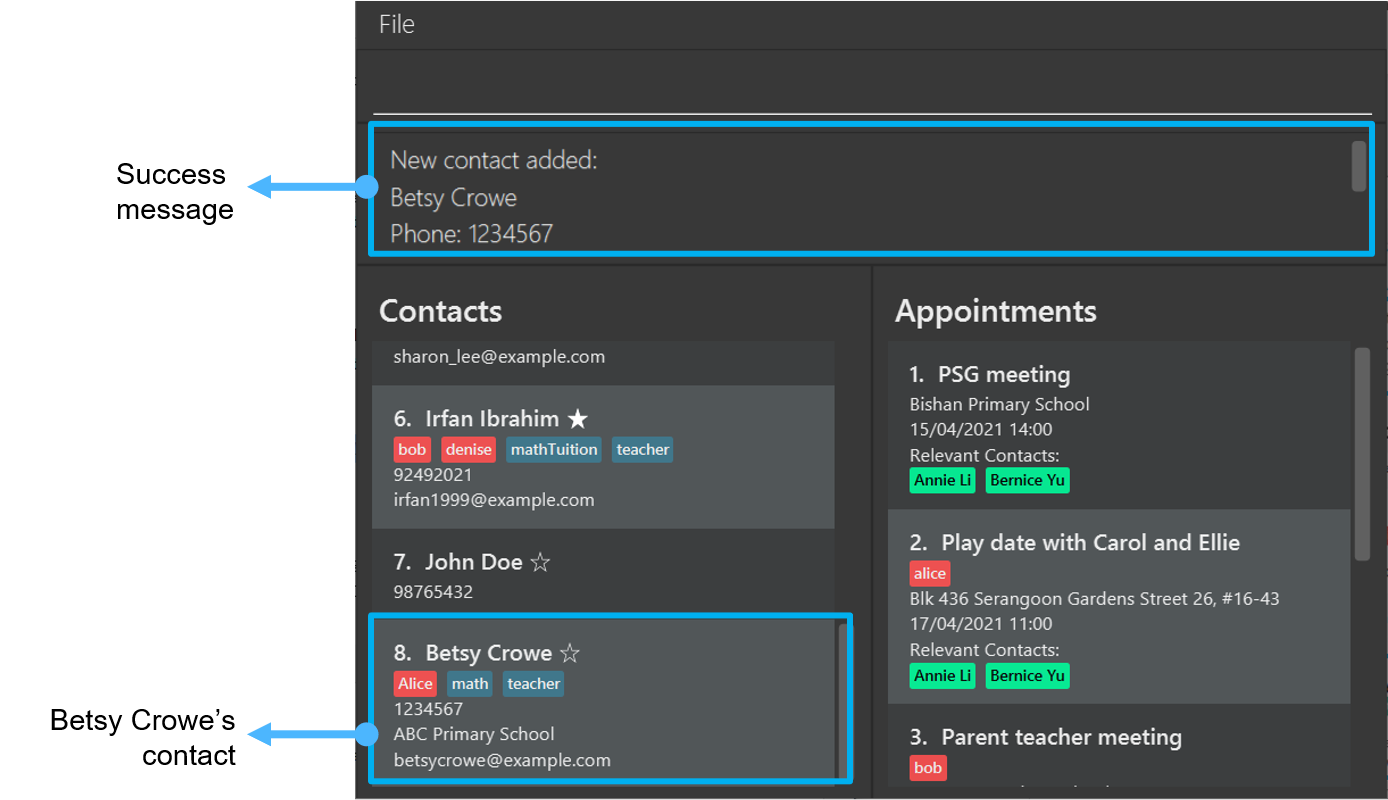 File
Success
message
New contact added:
Betsy Crowe
Phone: 1234567
Contacts
sharon_lee@example.com
6. Irfan Ibrahim ★
bob denise mathTuition teacher
92492021
irfan1999@example.com
7. John Doe ☆
98765432
8. Betsy Crowe ☆
Alice math teacher
1234567
ABC Primary School
betsycrowe@example.com
Betsy Crowe’s
contact
Appointments
1. PSG meeting
Bishan Primary School
15/04/2021 14:00
Relevant Contacts:
Annie Li Bernice Yu
2. Play date with Carol and Ellie
alice
Blk 436 Serangoon Gardens Street 26, #16-43
17/04/2021 11:00
Relevant Contacts:
Annie Li Bernice Yu
3. Parent teacher meeting
bob